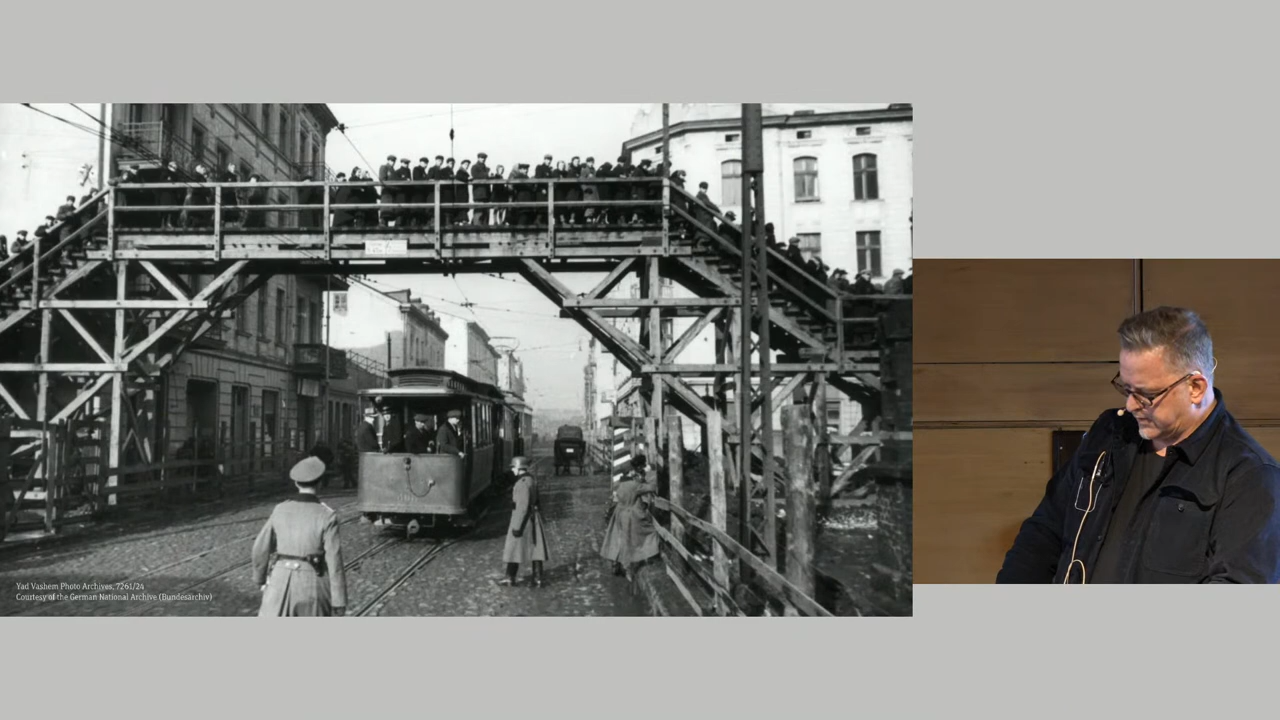 Yad Vashem Photo Archives, 7261/24
Courtesy of the German National Archive (Bundesarchiv)